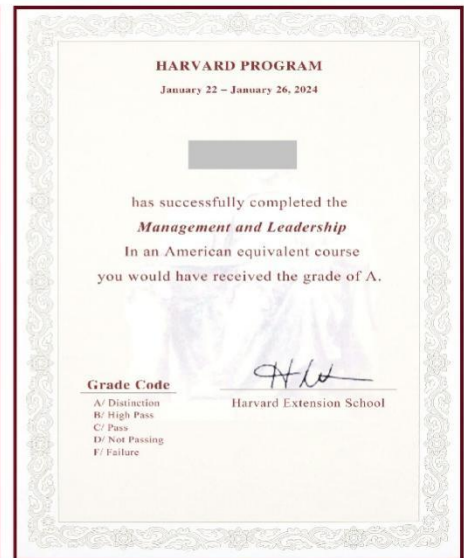 HARVARD PROGRAM
January 22 – January 26, 2024
has successfully completed the
Management and Leadership
In an American equivalent course
you would have received the grade of A.
Grade Code
A/ Distinction
B/ High Pass
C/ Pass
D/ Not Passing
F/ Failure
Harvard Extension School